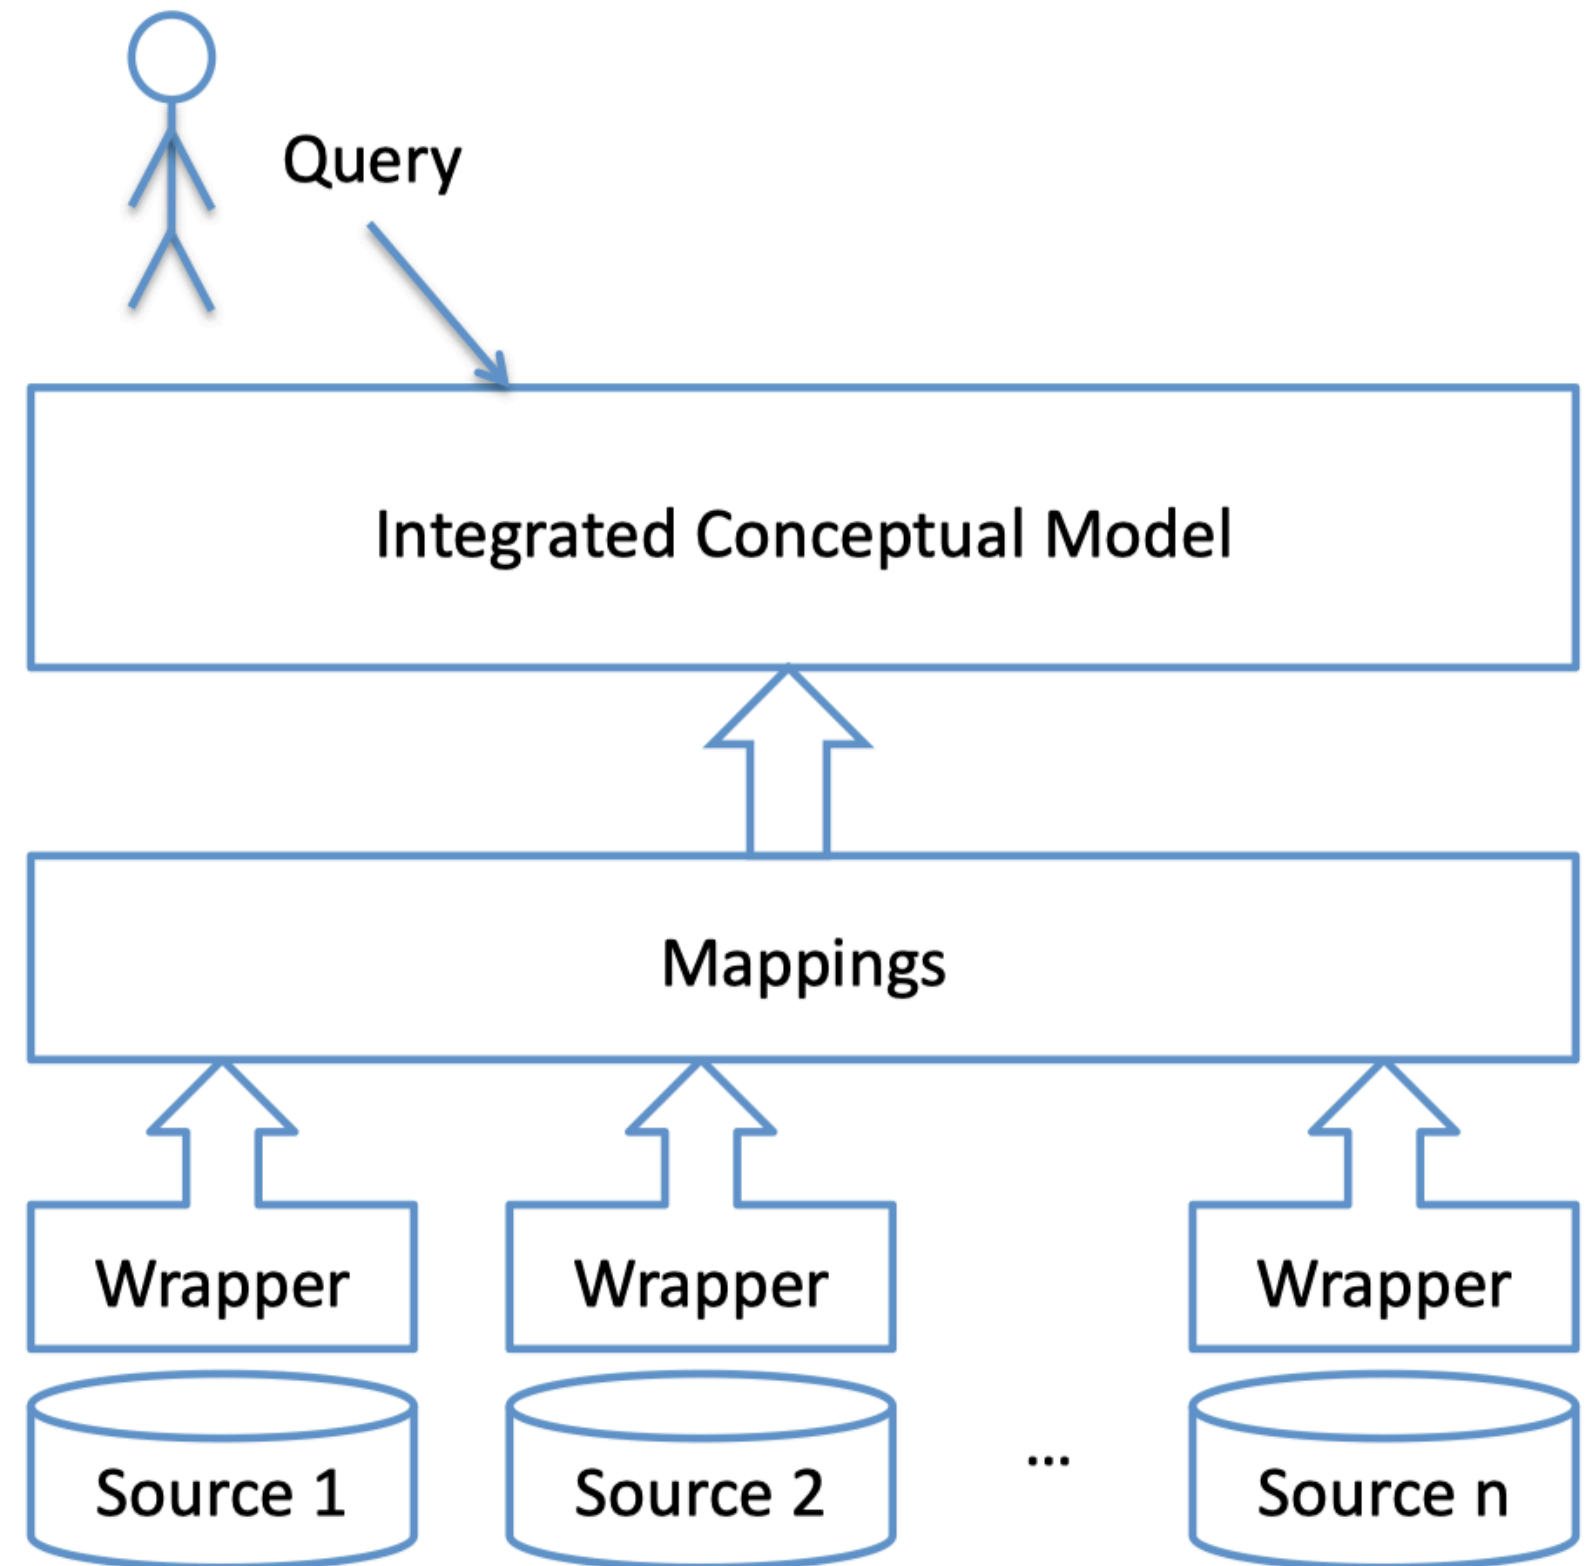 Query
Integrated Conceptual Model
Mappings
Wrapper
Wrapper
Wrapper
Source 1
Source 2
...
Source n